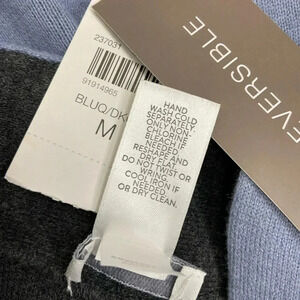 237031
91914965
BLUQ/DK
M
HAND
WASH COLD
SEPARATELY.
ONLY NON-
CHLORINE
BLEACH IF
NEEDED.
RESHAPE AND
DRY FLAT.
DO NOT TWIST OR
WRING.
COOL IRON IF
NEEDED.
OR DRY CLEAN.
EVERSIBLE